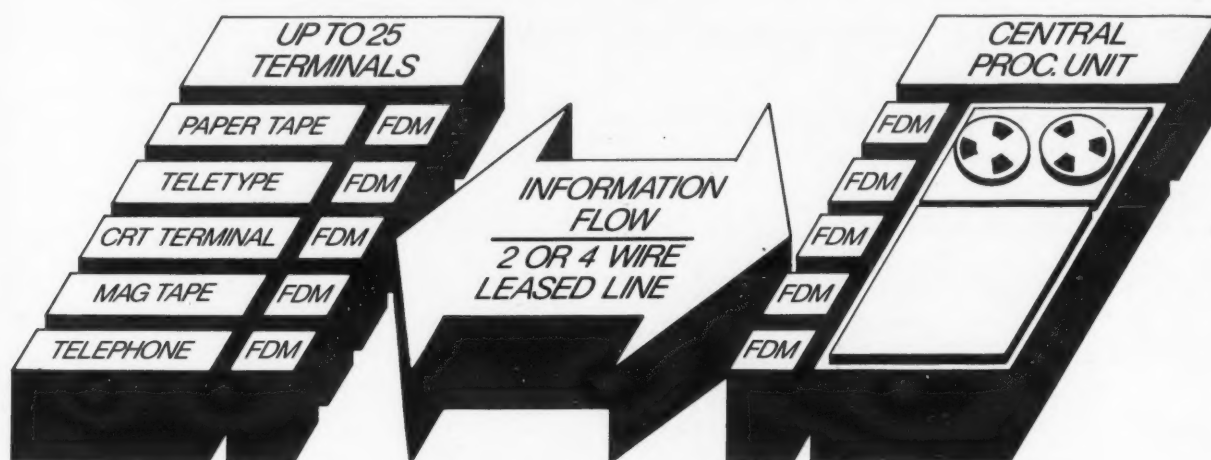 UP TO 25
TERMINALS
PAPER TAPE FDM
TELETYPE FDM
CRT TERMINAL FDM
MAG TAPE FDM
TELEPHONE FDM
INFORMATION
FLOW
2 OR 4 WIRE
LEASED LINE
CENTRAL
PROC. UNIT
FDM
FDM
FDM
FDM
FDM